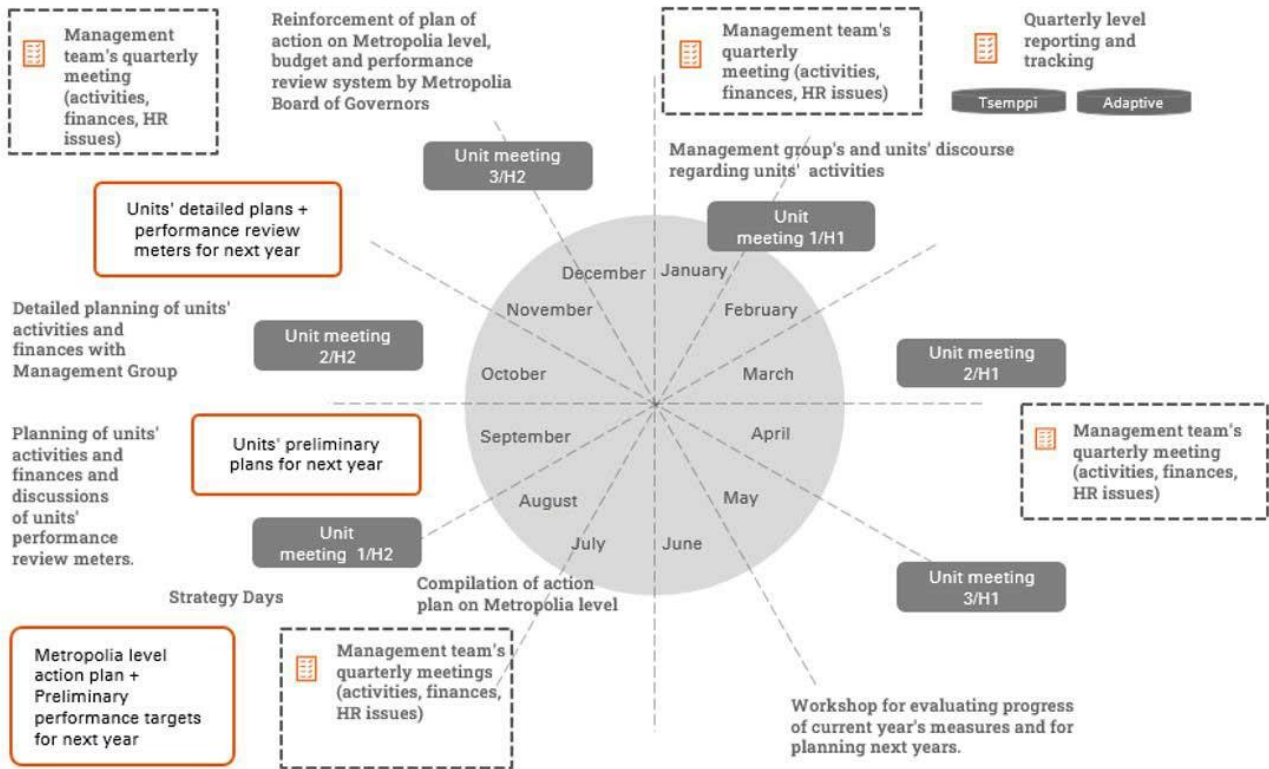 Management
team's quarterly
meeting
(activities,
finances, HR
issues)
Reinforcement of plan of
action on Metropolia level,
budget and performance
review system by Metropolia
Board of Governors
Management team's
quarterly
meeting (activities,
finances, HR issues)
Quarterly level
reporting and
tracking
Tsemppi
Adaptive
Unit meeting
3/H2
Management group's and units' discourse
regarding units' activities
Units' detailed plans +
performance review
meters for next year
Unit
meeting 1/H1
December
January
November
February
Detailed planning of units'
activities and
finances with
Management Group
Unit meeting
2/H2
Unit meeting
2/H1
October
March
Planning of units'
activities and
finances and
discussions
of units'
performance
review meters.
Units' preliminary
plans for next year
September
April
Management team's
quarterly meeting
(activities, finances,
HR issues)
August
May
Unit
meeting 1/H2
July
June
Unit meeting
3/H1
Strategy Days
Compilation of action
plan on Metropolia level
Metropolia level
action plan +
Preliminary
performance targets
for next year
Management team's
quarterly meetings
(activities, finances,
HR issues)
Workshop for evaluating progress
of current year's measures and for
planning next years.